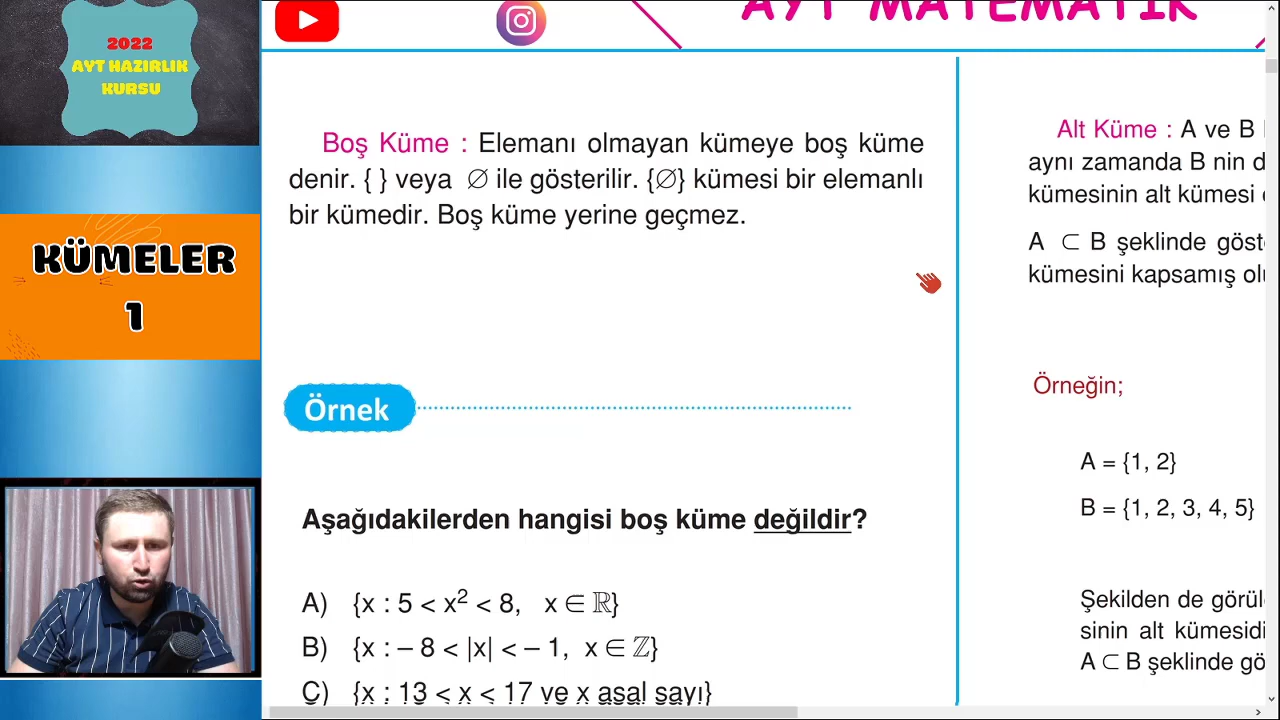 2022
AYT HAZIRLIK
KURSU
KÜMELER
1
AYT MATEMATİK
Boş Küme : Elemanı olmayan kümeye boş küme
denir. { } veya ∅ ile gösterilir. {∅} kümesi bir elemanlı
bir kümedir. Boş küme yerine geçmez.
Örnek
Aşağıdakilerden hangisi boş küme değildir?
A) {x : 5 < x² < 8, x ∈ ℝ}
B) {x : – 8 < |x| < – 1, x ∈ ℤ}
C) {x : 13 < x < 17 ve x asal sayı}
Alt Küme : A ve B
aynı zamanda B nin d
kümesinin alt kümesi
A ⊂ B şeklinde göst
kümesini kapsamış ol
Örneğin;
A = {1, 2}
B = {1, 2, 3, 4, 5}
Şekilden de görül
sinin alt kümesidi
A ⊂ B şeklinde gö